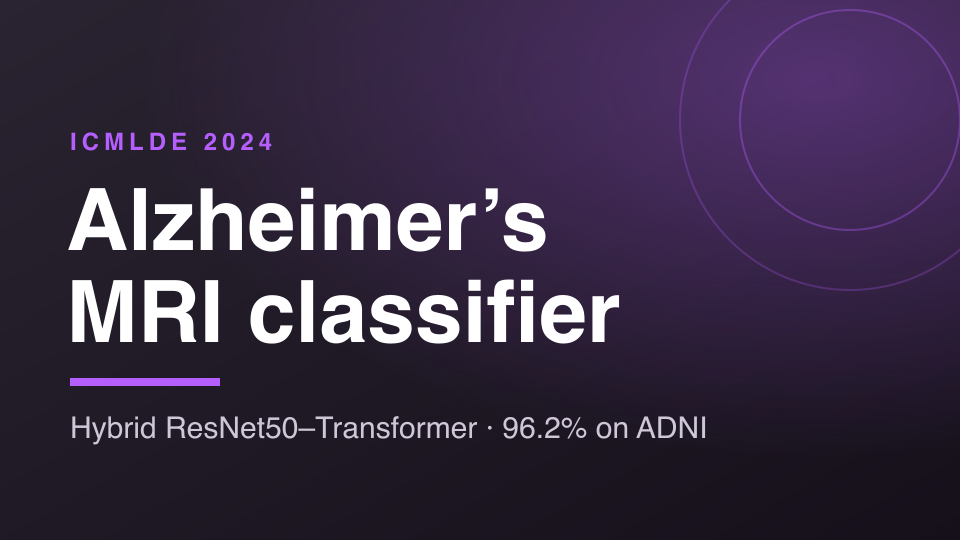 ICMLDE 2024
Alzheimer’s
MRI classifier
Hybrid ResNet50–Transformer · 96.2% on ADNI